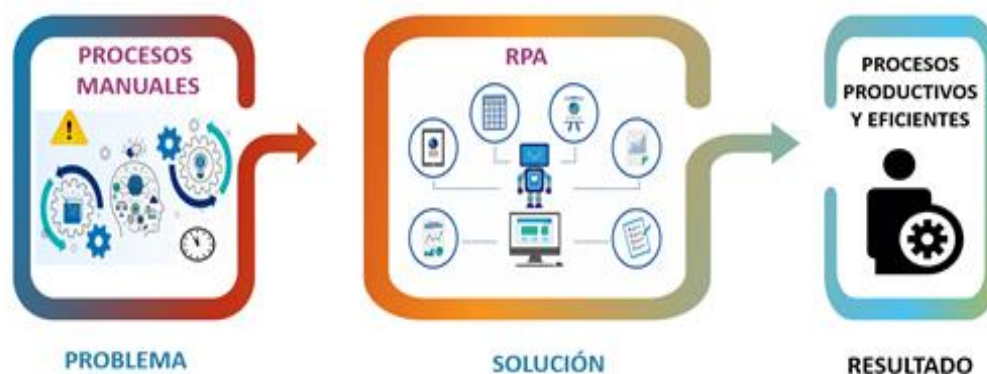 PROCESOS
MANUALES
RPA
PROCESOS
PRODUCTIVOS
Y EFICIENTES
PROBLEMA
SOLUCIÓN
RESULTADO